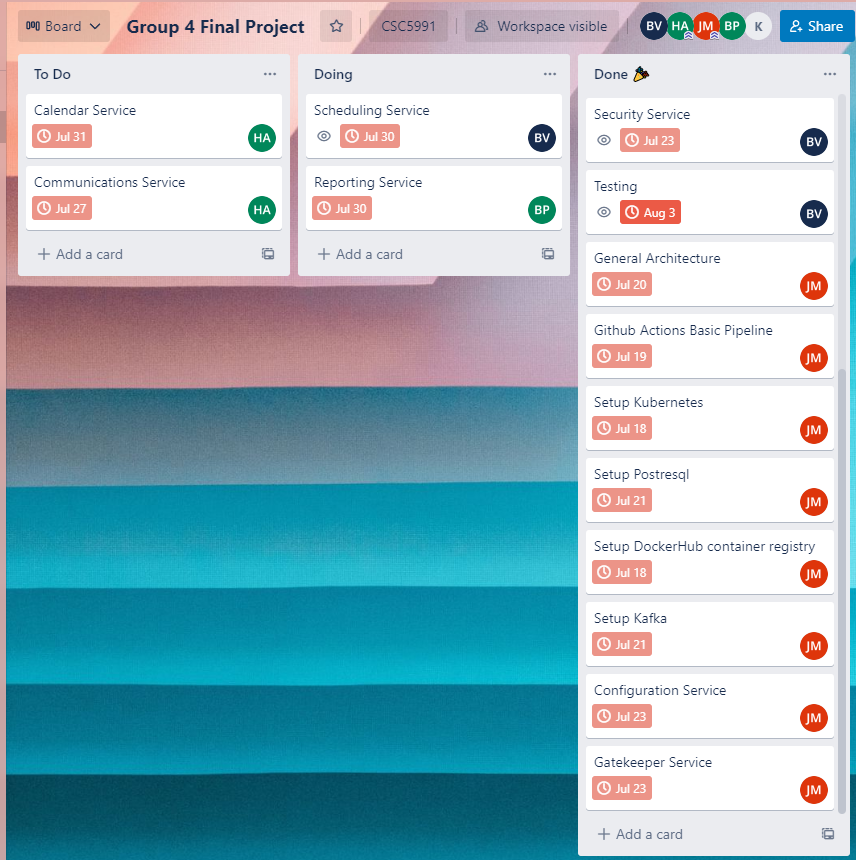 Board
Group 4 Final Project
CSC5991
Workspace visible
BV HA JM BP K
Share
To Do
Calendar Service
Jul 31
HA
Communications Service
Jul 27
HA
Add a card
Doing
Scheduling Service
Jul 30
BV
Reporting Service
Jul 30
BP
Add a card
Done
Security Service
Jul 23
BV
Testing
Aug 3
BV
General Architecture
Jul 20
JM
Github Actions Basic Pipeline
Jul 19
JM
Setup Kubernetes
Jul 18
JM
Setup Postresql
Jul 21
JM
Setup DockerHub container registry
Jul 18
JM
Setup Kafka
Jul 21
JM
Configuration Service
Jul 23
JM
Gatekeeper Service
Jul 23
JM
Add a card